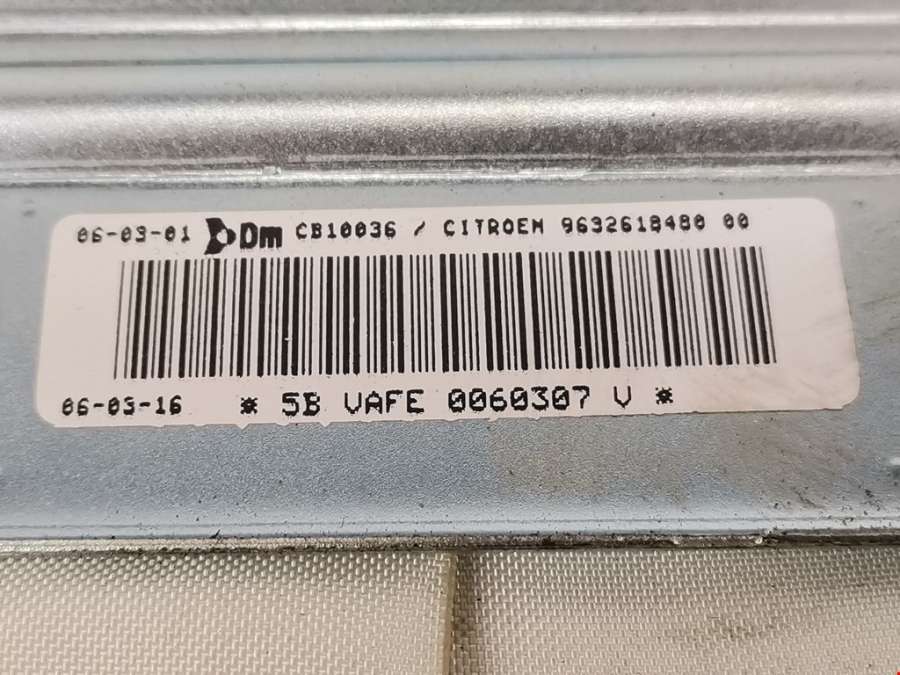 06-03-01 Dm CB10036 / CITROEN 9632618480 00
06-03-16 * 5B VAFE 0060307 V *